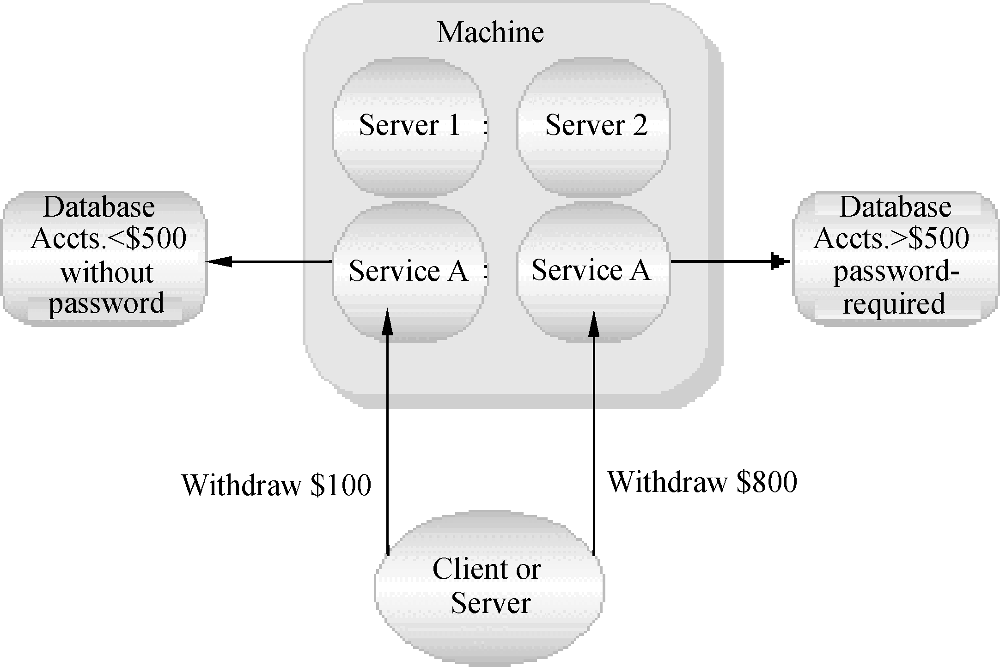 Machine
Server 1 :
Server 2
Database
Accts.<$500
without
password
Service A :
Service A
Database
Accts.>$500
password-
required
Withdraw $100
Withdraw $800
Client or
Server